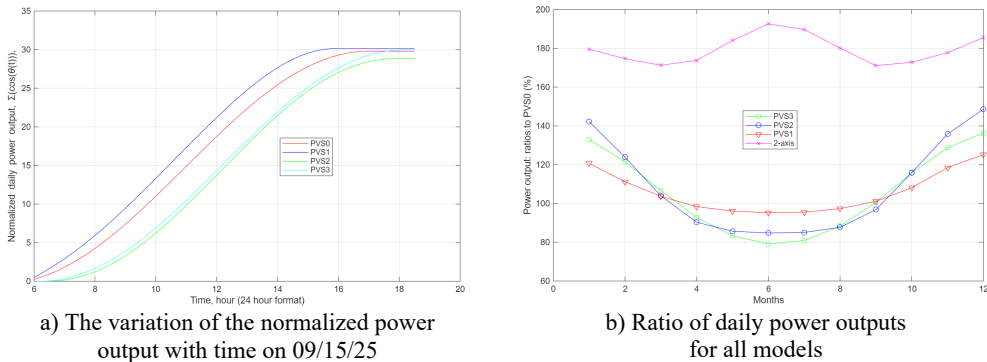 35
30
25
20
15
10
5
0
6
8
10
12
14
16
18
20
Normalized daily power output, Σ(cos(θ(t))),
Time, hour (24 hour format)
PVS0
PVS1
PVS2
PVS3
a) The variation of the normalized power
output with time on 09/15/25
200
180
160
140
120
100
80
60
0
2
4
6
8
10
12
Power output: ratios to PVS0 (%)
Months
PVS3
PVS2
PVS1
2-axis
b) Ratio of daily power outputs
for all models